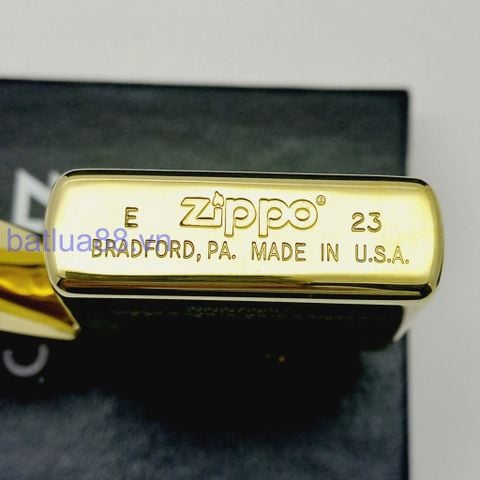 E zippo® 23
batlua88.vn
BRADFORD, PA. MADE IN U.S.A.